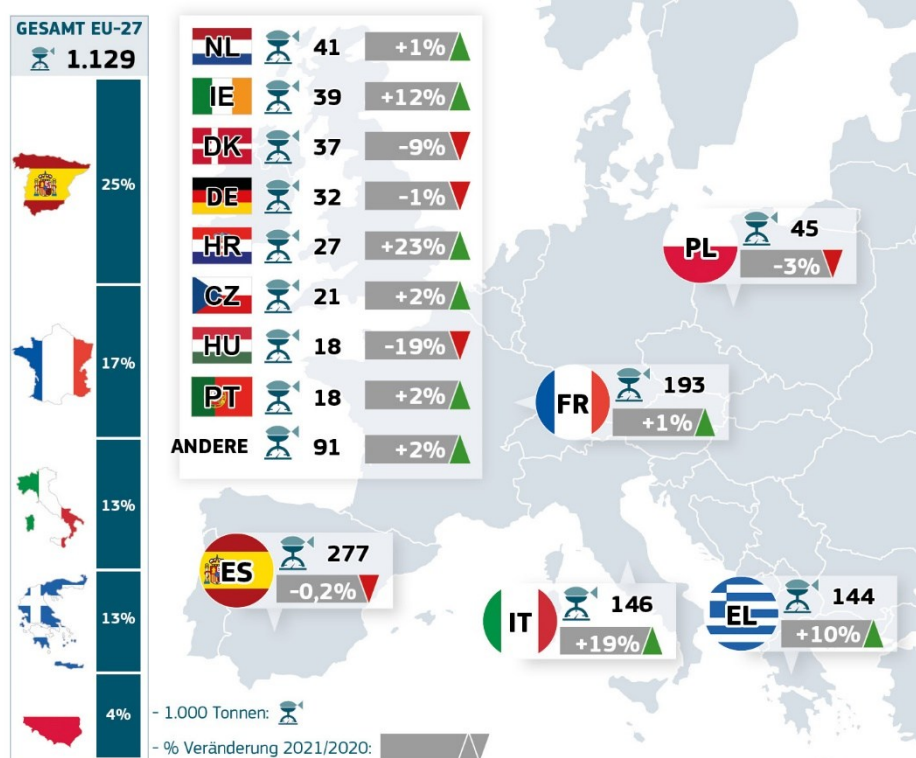 GESAMT EU-27
1.129
25%
17%
13%
13%
4%
NL 41 +1%
IE 39 +12%
DK 37 -9%
DE 32 -1%
HR 27 +23%
CZ 21 +2%
HU 18 -19%
PT 18 +2%
ANDERE 91 +2%
PL 45
-3%
FR 193
+1%
ES 277
-0,2%
IT 146
+19%
EL 144
+10%
- 1.000 Tonnen:
- % Veränderung 2021/2020: